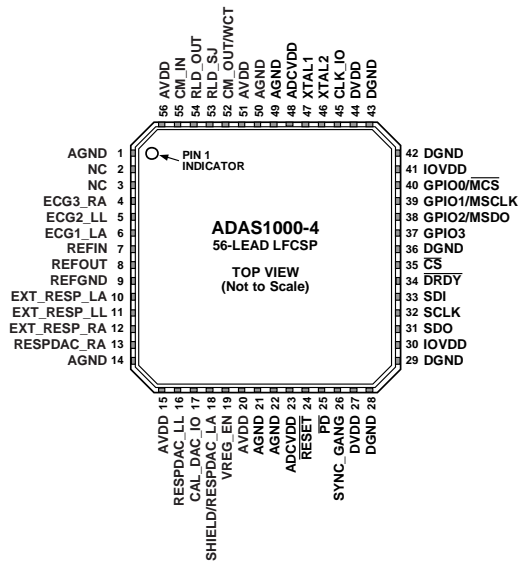 56 AVDD
55 CM_IN
54 RLD_OUT
53 RLD_SJ
52 CM_OUT/WCT
51 AVDD
50 AGND
49 AGND
48 ADCVDD
47 XTAL1
46 XTAL2
45 CLK_IO
44 DVDD
43 DGND
AGND 1
NC 2
NC 3
ECG3_RA 4
ECG2_LL 5
ECG1_LA 6
REFIN 7
REFOUT 8
REFGND 9
EXT_RESP_LA 10
EXT_RESP_LL 11
EXT_RESP_RA 12
RESPDAC_RA 13
AGND 14
PIN 1
INDICATOR
ADAS1000-4
56-LEAD LFCSP
TOP VIEW
(Not to Scale)
42 DGND
41 IOVDD
40 GPIO0/MCS
39 GPIO1/MSCLK
38 GPIO2/MSDO
37 GPIO3
36 DGND
35 CS
34 DRDY
33 SDI
32 SCLK
31 SDO
30 IOVDD
29 DGND
AVDD 15
RESPDAC_LL 16
CAL_DAC_IO 17
SHIELD/RESPDAC_LA 18
VREG_EN 19
AVDD 20
AGND 21
AGND 22
ADCVDD 23
RESET 24
PD 25
SYNC_GANG 26
DVDD 27
DGND 28